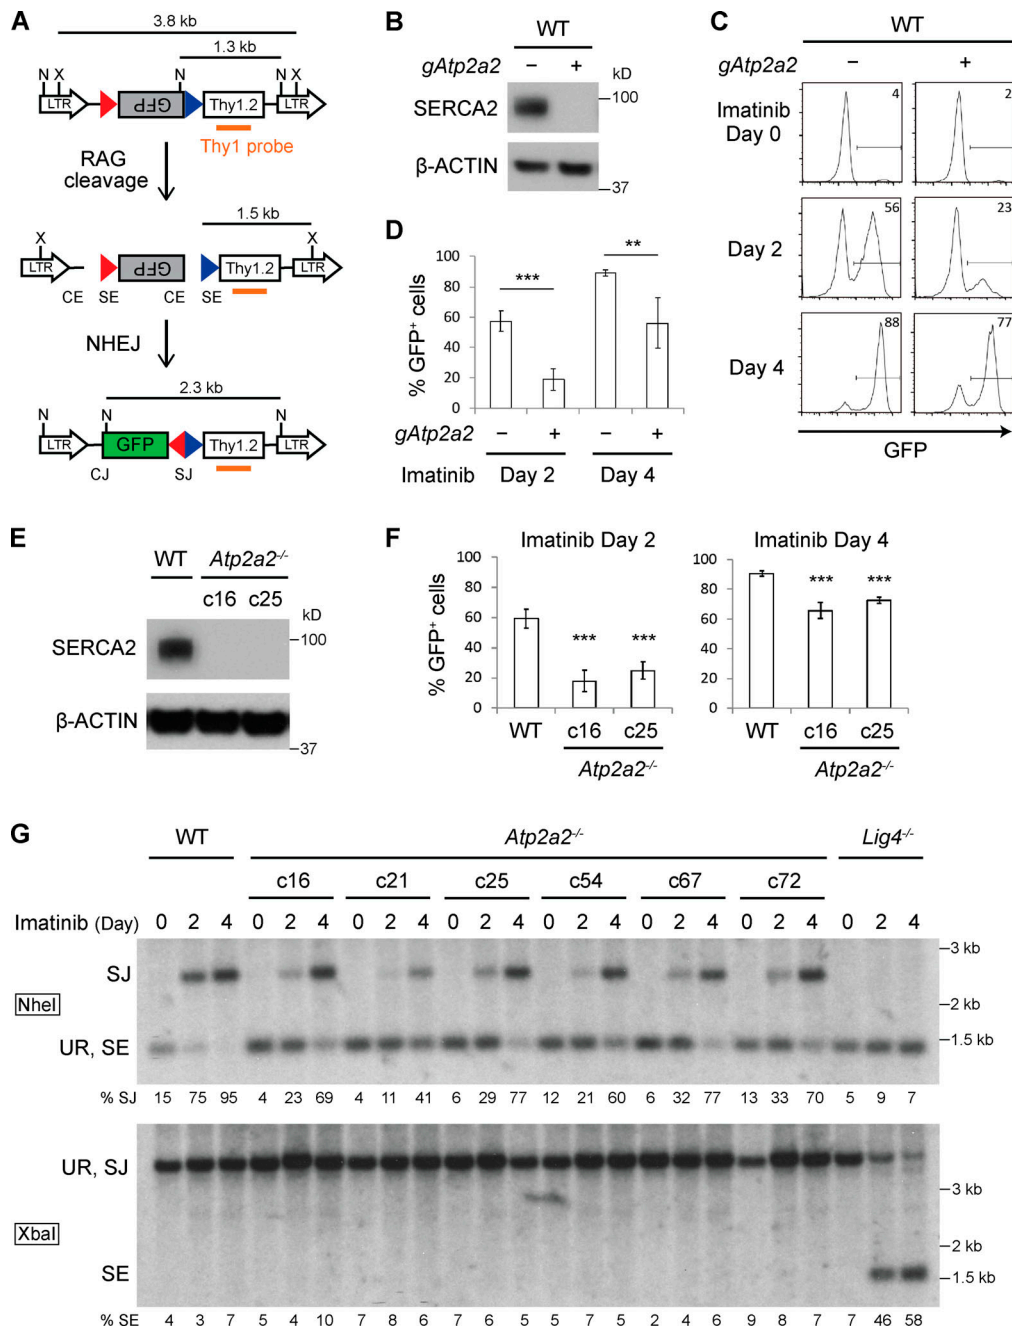 A
3.8 kb
1.3 kb
N X N N X
LTR GFP Thy1.2 LTR
Thy1 probe
RAG
cleavage
1.5 kb
X X
LTR GFP Thy1.2 LTR
CE SE CE SE
NHEJ
2.3 kb
N N N
LTR GFP Thy1.2 LTR
CJ SJ
B
WT
gAtp2a2 – + kD
SERCA2 100
β-ACTIN
37
C
WT
gAtp2a2 – +
Imatinib
Day 0
4 2
Day 2
56 23
Day 4
88 77
GFP
D
% GFP+ cells
100
80
60
40
20
0
*** **
gAtp2a2 – + – +
Imatinib Day 2 Day 4
E
WT Atp2a2-/-
c16 c25
kD
SERCA2 100
β-ACTIN
37
F
Imatinib Day 2
% GFP+ cells
100
80
60
40
20
0
*** ***
WT c16 c25
Atp2a2-/-
Imatinib Day 4
100
80
60
40
20
0
*** ***
WT c16 c25
Atp2a2-/-
G
WT Atp2a2-/- Lig4-/-
c16 c21 c25 c54 c67 c72
Imatinib (Day) 0 2 4 0 2 4 0 2 4 0 2 4 0 2 4 0 2 4 0 2 4 0 2 4
3 kb
SJ
NheI
2 kb
UR, SE
1.5 kb
% SJ 15 75 95 4 23 69 4 11 41 6 29 77 12 21 60 6 32 77 13 33 70 5 9 7
UR, SJ
3 kb
XbaI
2 kb
SE
1.5 kb
% SE 4 3 7 5 4 10 7 8 6 7 6 5 5 7 5 2 4 6 9 8 7 7 46 58